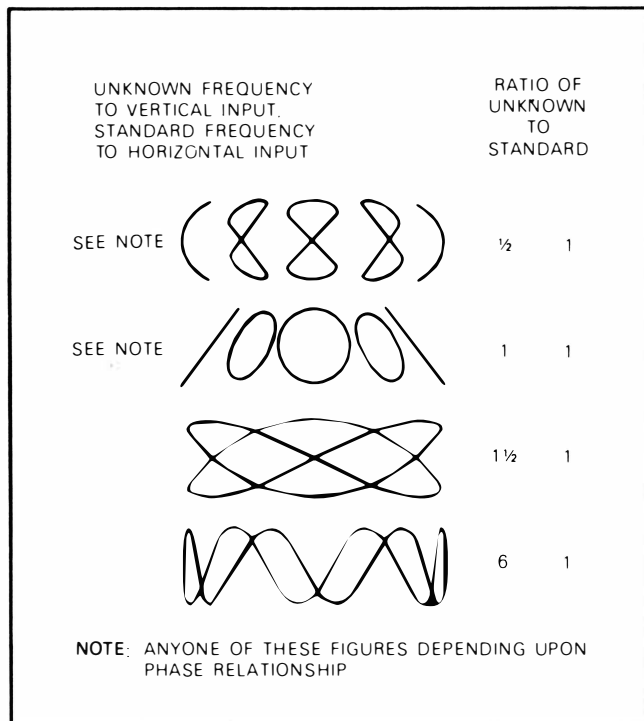 UNKNOWN FREQUENCY
TO VERTICAL INPUT.
STANDARD FREQUENCY
TO HORIZONTAL INPUT
RATIO OF
UNKNOWN
TO
STANDARD
SEE NOTE ½ 1
SEE NOTE 1 1
1½ 1
6 1
NOTE: ANYONE OF THESE FIGURES DEPENDING UPON
PHASE RELATIONSHIP